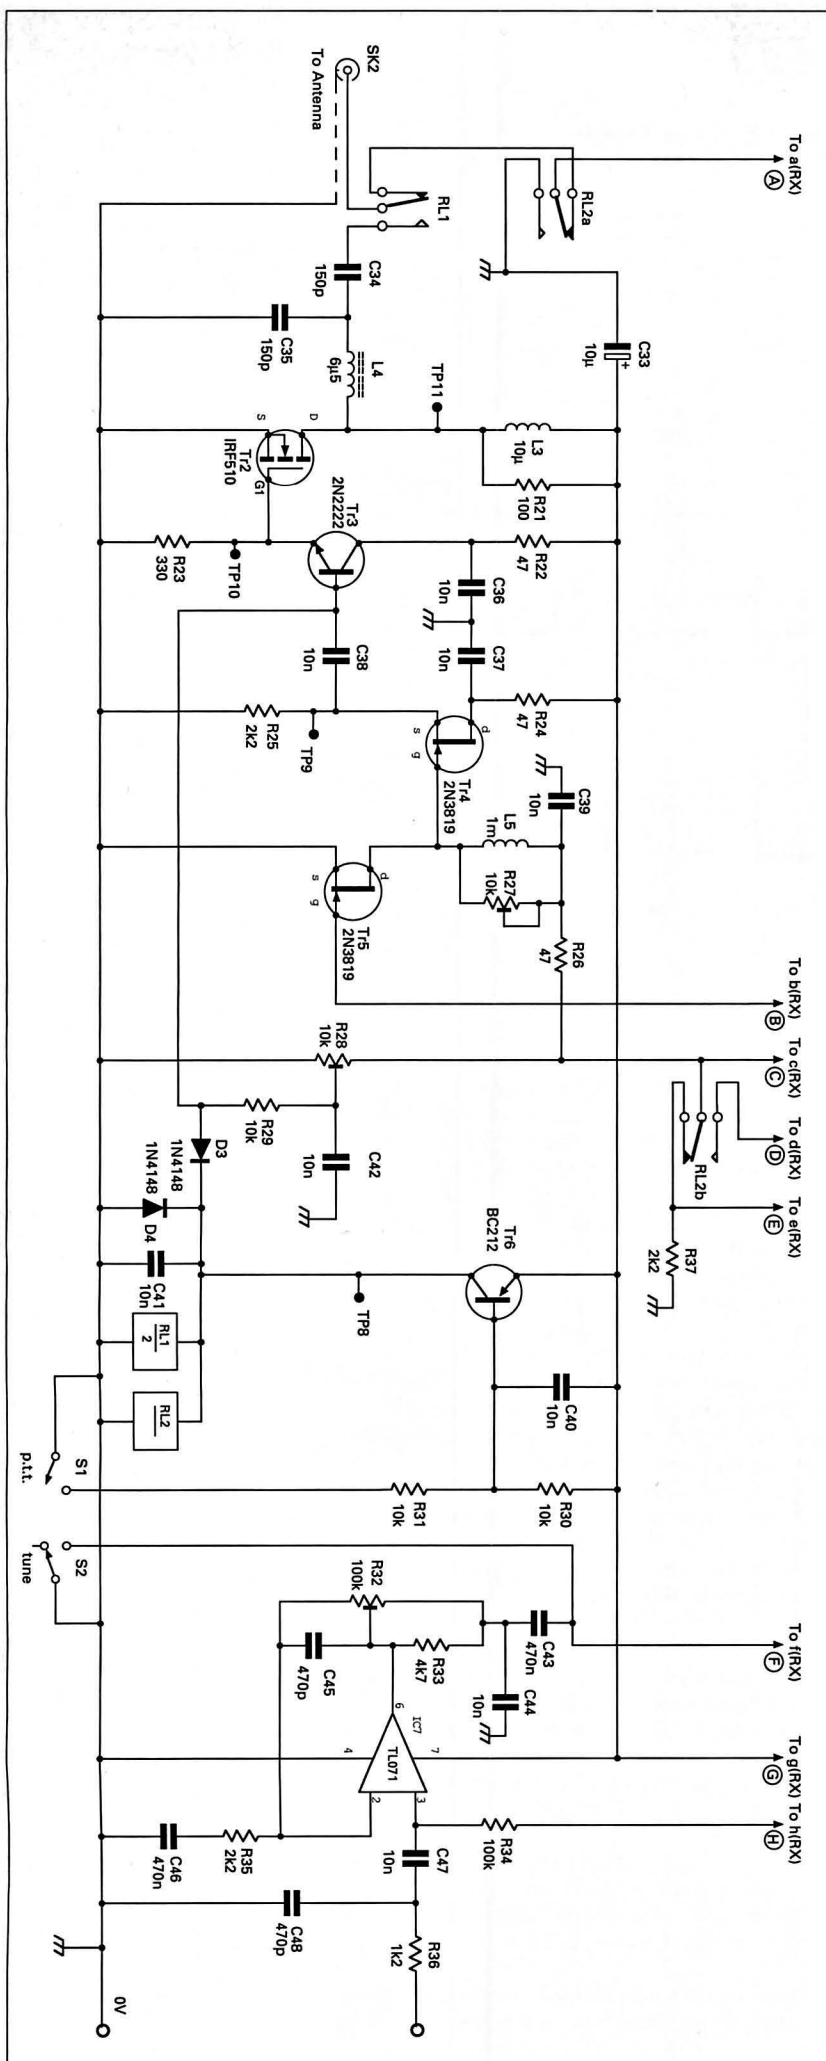 SK2
To Antenna
To a(RX)
A
RL2a
RL1
C34
150p
C35
150p
C33
10µ
+
L4
6µ5
TP11
L3
10µ
R21
100
S
D
G1
Tr2
IRF510
Tr3
2N2222
R22
47
R23
330
TP10
C36
10n
C37
10n
C38
10n
R24
47
R25
2k2
TP9
s
d
g
Tr4
2N3819
C39
10n
L5
1m
R27
10k
s
d
g
Tr5
2N3819
R26
47
To b(RX)
B
To c(RX)
C
R28
10k
RL2b
To d(RX)
D
R29
10k
D3
1N4148
C42
10n
To e(RX)
E
1N4148
D4
Tr6
BC212
R37
2k2
C41
10n
TP8
RL1
2
RL2
C40
10n
S1
p.t.t.
R31
10k
R30
10k
S2
tune
R32
100k
C43
470n
R33
4k7
C45
470p
C44
10n
To f(RX)
F
6
IC7
TL071
4
7
2
3
To g(RX)
G
To h(RX)
H
R34
100k
C47
10n
R35
2k2
C46
470n
C48
470p
R36
1k2
0V